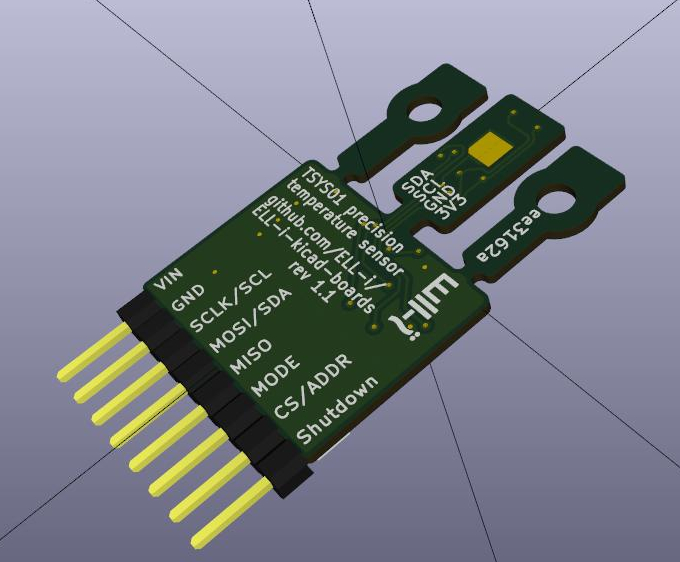 TSYS01 precision
temperature sensor
github.com/ELL-i/
ELL-i-kicad-boards
rev 1.1
SDA
SCL
GND
3V3
ee3162a
Ell-i
VIN
GND
SCLK/SCL
MOSI/SDA
MISO
MODE
CS/ADDR
Shutdown